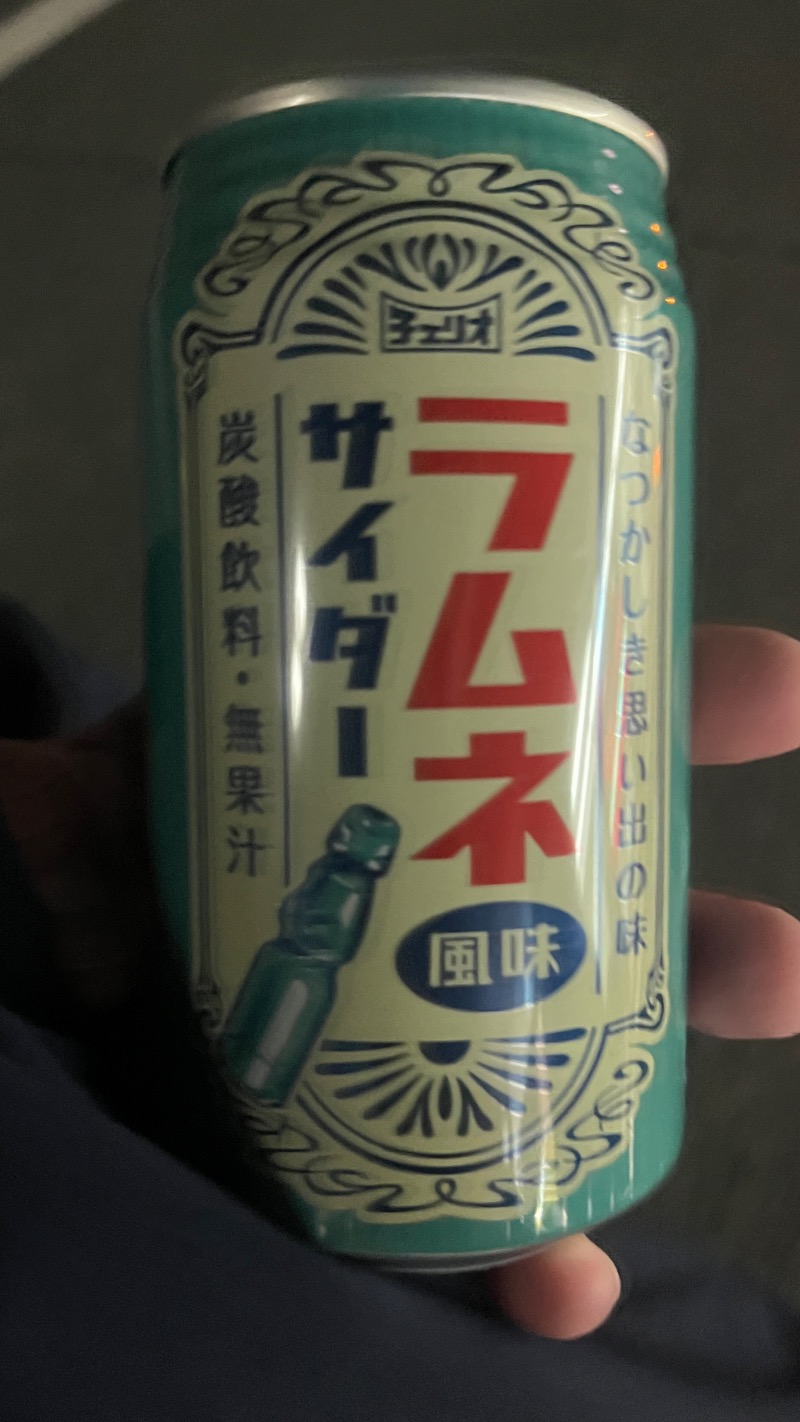 チェリオ
なつかしき思い出の味
ラムネ
風味
サイダー
炭酸飲料・無果汁